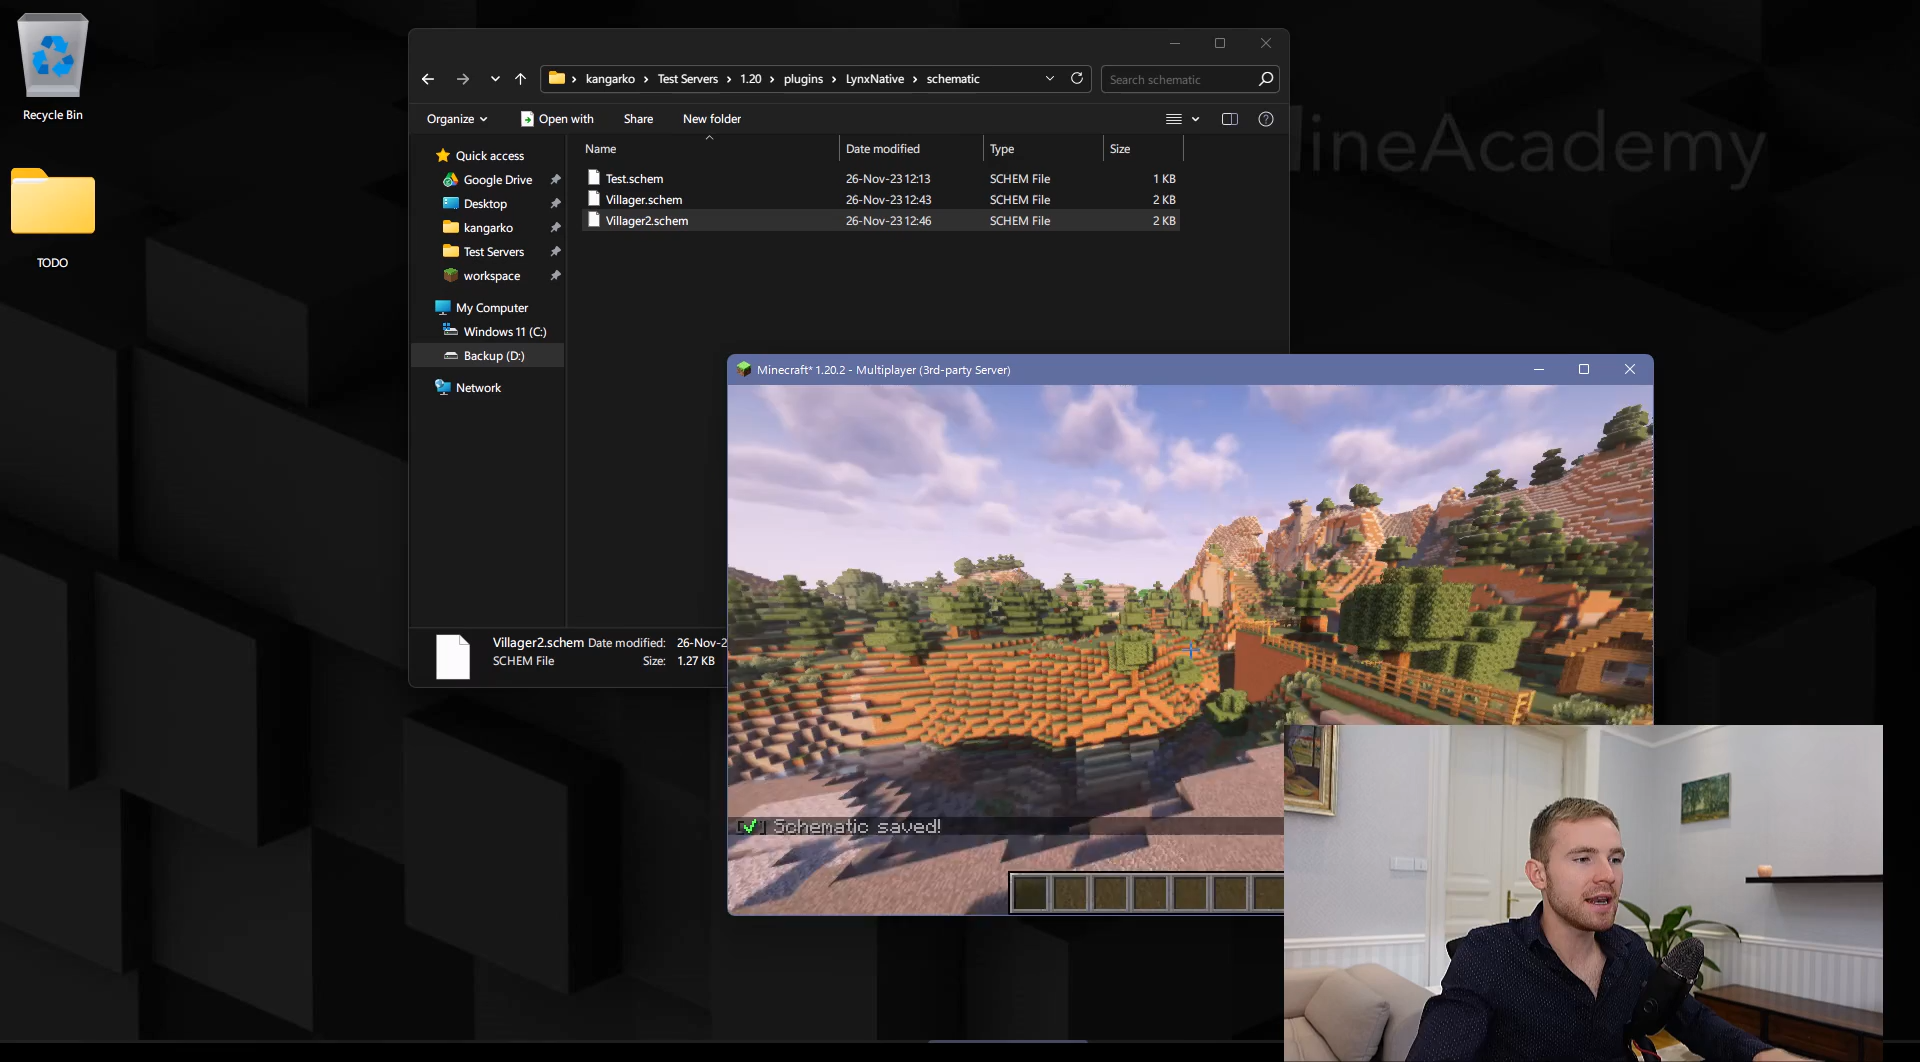 Recycle Bin
TODO
kangarko
Test Servers
1.20
plugins
LynxNative
schematic
Search schematic
Organize
Open with
Share
New folder
Name
Date modified
Type
Size
Quick access
Google Drive
Desktop
kangarko
Test Servers
workspace
My Computer
Windows 11 (C:)
Backup (D:)
Network
Test.schem
26-Nov-23 12:13
SCHEM File
1 KB
Villager.schem
26-Nov-23 12:43
SCHEM File
2 KB
Villager2.schem
26-Nov-23 12:46
SCHEM File
2 KB
Villager2.schem Date modified: 26-Nov-2
SCHEM File
Size: 1.27 KB
ineAcademy
Minecraft* 1.20.2 - Multiplayer (3rd-party Server)
[✔] Schematic saved!